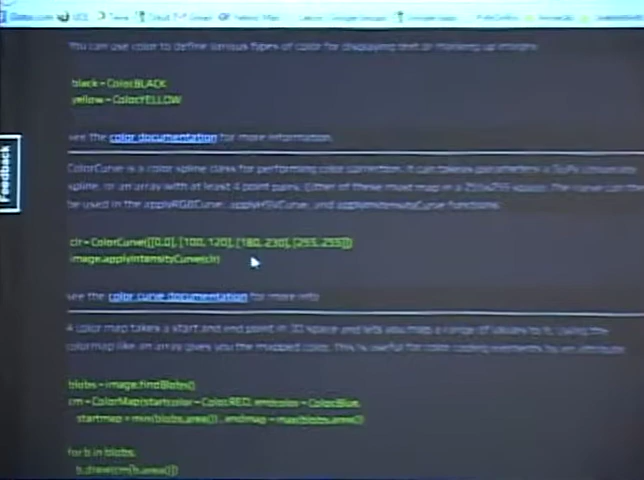 You can use color to define various types of color for displaying text or marking up images.
black = Color.BLACK
yellow = Color.YELLOW
see the color documentation for more information.
Feedback
ColorCurve is a color spline class for performing color correction. It can
spline, or an array with at least 4 point pairs. Either of these must map in a 255x255 space. The curve can
be used in the applyRGBCurve, applyHSVCurve, and applyIntensityCurve functions.
clr = ColorCurve([[0,0], [100, 120], [180, 230], [255, 255]])
image.applyIntensityCurve(clr)
see the color curve documentation for more info
A color map takes a start and end point in 3D space and lets you map a range of values to it. Using the
colormap like an array gives you the mapped color. This is useful for color coding elements by an attribute.
blobs = image.findBlobs()
cm = ColorMap(startcolor = Color.RED, endcolor = Color.Blue,
startmap = min(blobs.area()) , endmap = max(blobs.area())
for b in blobs:
b.draw(cm[b.area()])